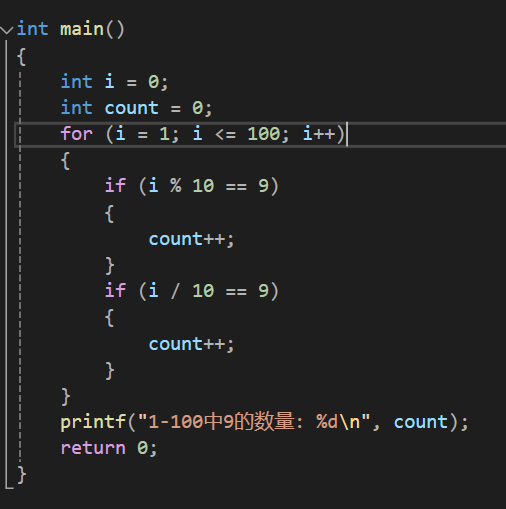 int main()
{
    int i = 0;
    int count = 0;
    for (i = 1; i <= 100; i++)
    {
        if (i % 10 == 9)
        {
            count++;
        }
        if (i / 10 == 9)
        {
            count++;
        }
    }
    printf("1-100中9的数量: %d\n", count);
    return 0;
}